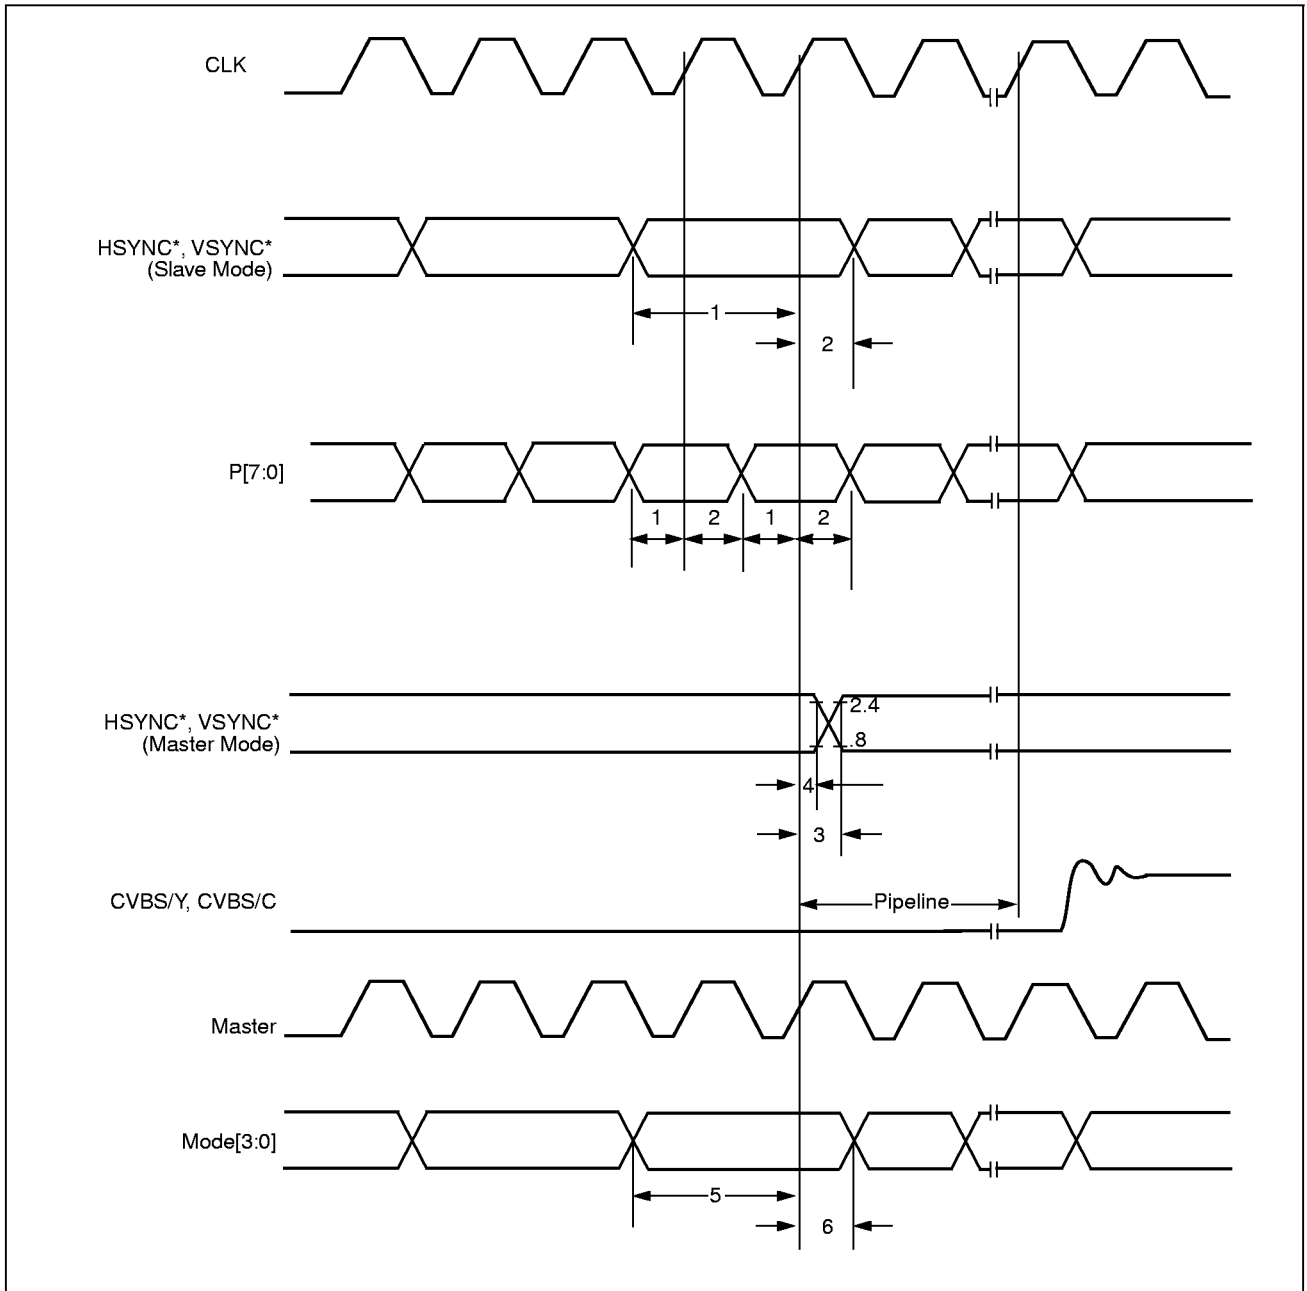 CLK
HSYNC*, VSYNC*
(Slave Mode)
1
2
P[7:0]
1 2 1 2
HSYNC*, VSYNC*
(Master Mode)
2.4
.8
4
3
CVBS/Y, CVBS/C
Pipeline
Master
Mode[3:0]
5
6